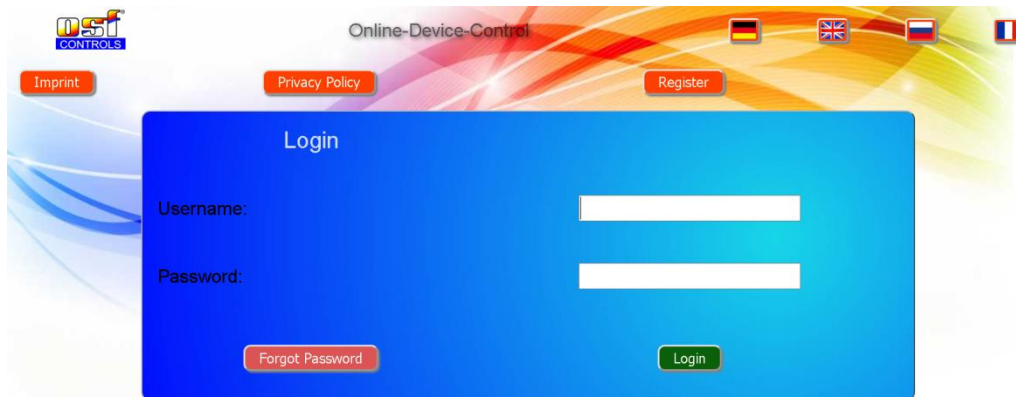 osf
CONTROLS
Online-Device-Control
Imprint
Privacy Policy
Register
Login
Username:
Password:
Forgot Password
Login